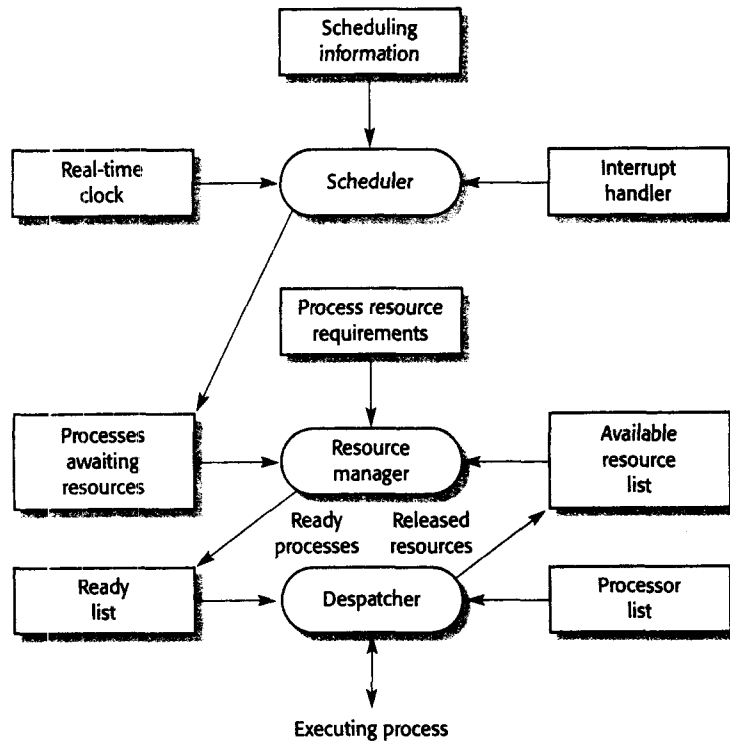 Scheduling
information
Real-time
clock
Scheduler
Interrupt
handler
Process resource
requirements
Processes
awaiting
resources
Resource
manager
Available
resource
list
Ready
processes
Released
resources
Ready
list
Despatcher
Processor
list
Executing process